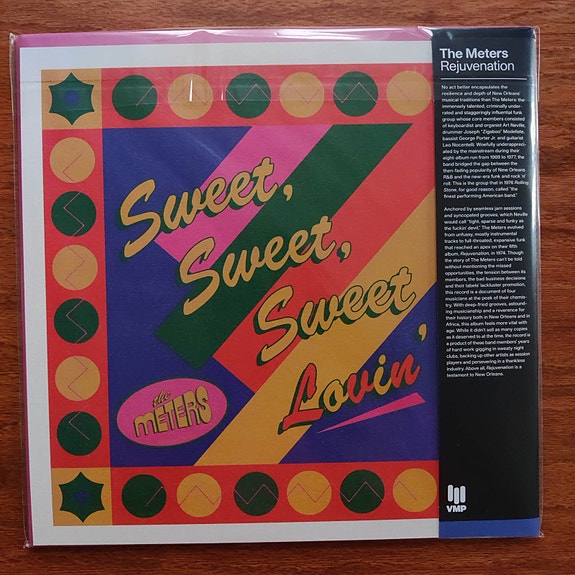 Sweet,
Sweet,
Sweet,
Lovin'
the
METERS
The Meters
Rejuvenation
No act better encapsulates the
resilience and depth of New Orleans'
musical traditions than The Meters: the
immensely talented, criminally under-
rated and staggeringly influential funk
group whose core members consisted
of keyboardist and organist Art Neville,
drummer Joseph "Zigaboo" Modeliste,
bassist George Porter Jr. and guitarist
Leo Nocentelli. Woefully underappreci-
ated by the mainstream during their
eight-album run from 1969 to 1977, the
band bridged the gap between the
then-fading popularity of New Orleans
R&B and the new-era funk and rock 'n'
roll. This is the group that in 1976 Rolling
Stone, for good reason, called "the
finest performing American band."
Anchored by seamless jam sessions
and syncopated grooves, which Neville
would call "tight, sparse and funky as
the fuckin' devil," The Meters evolved
from unfussy, mostly instrumental
tracks to full-throated, expansive funk
that reached an apex on their fifth
album, Rejuvenation, in 1974. Though
the story of The Meters can't be told
without mentioning the missed
opportunities, the tension between its
members, the bad business decisions
and their labels' lackluster promotion,
this record is a document of four
musicians at the peak of their chemis-
try. With deep-fried grooves, astound-
ing musicianship and a reverence for
their history both in New Orleans and in
Africa, this album feels more vital with
age. While it didn't sell as many copies
as it deserved to at the time, the record is
a product of those band members' years
of hard work gigging in sweaty night
clubs, backing up other artists as session
players and persevering in a thankless
industry. Above all, Rejuvenation is a
testament to New Orleans.
VMP